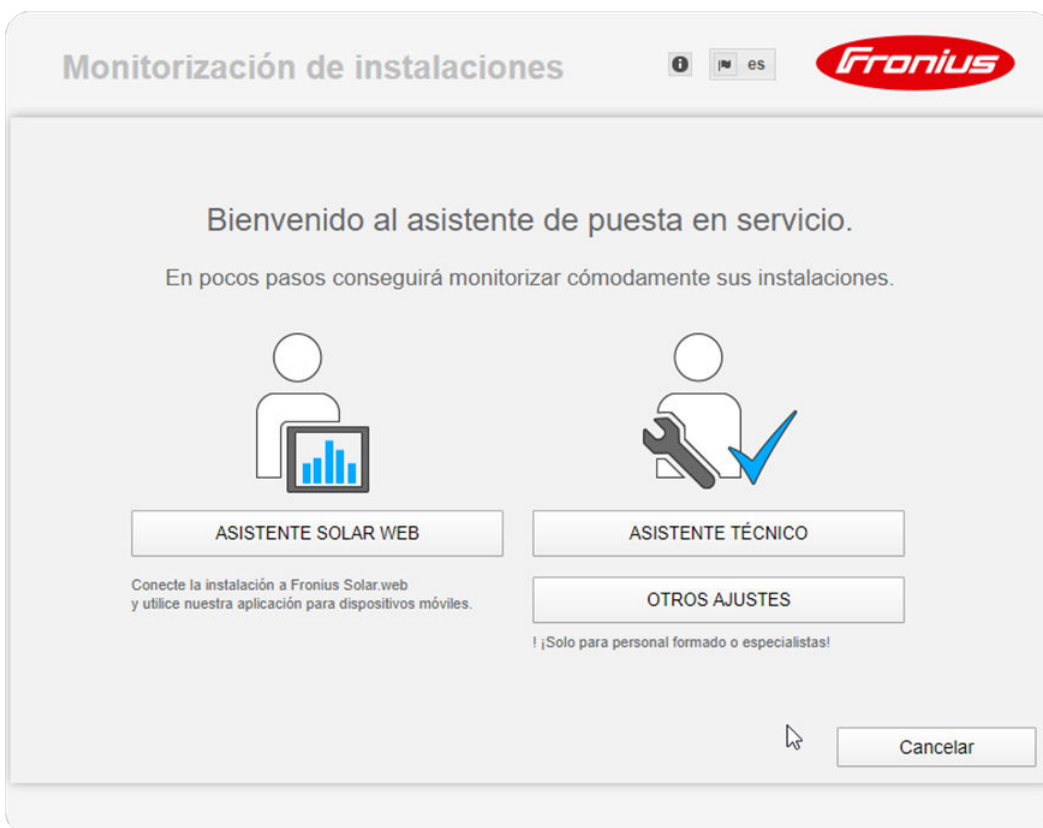 Monitorización de instalaciones
es
Fronius
Bienvenido al asistente de puesta en servicio.
En pocos pasos conseguirá monitorizar cómodamente sus instalaciones.
ASISTENTE SOLAR WEB
ASISTENTE TÉCNICO
Conecte la instalación a Fronius Solar.web
y utilice nuestra aplicación para dispositivos móviles.
OTROS AJUSTES
! ¡Solo para personal formado o especialistas!
Cancelar